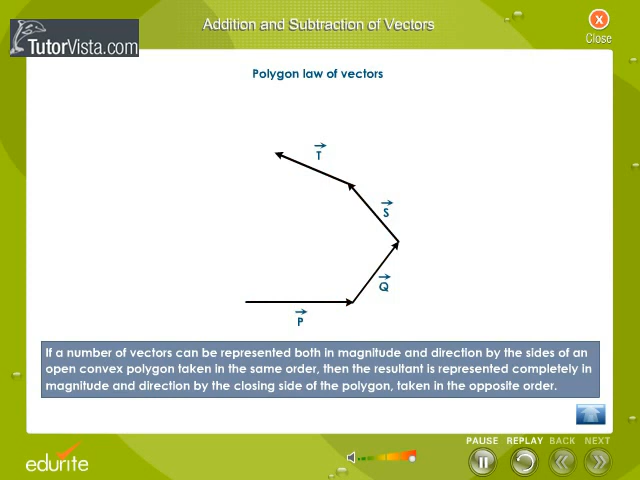 Addition and Subtraction of Vectors
Close
TutorVista.com
Polygon law of vectors
T
S
Q
P
If a number of vectors can be represented both in magnitude and direction by the sides of an
open convex polygon taken in the same order, then the resultant is represented completely in
magnitude and direction by the closing side of the polygon, taken in the opposite order.
PAUSE REPLAY BACK NEXT
edurite